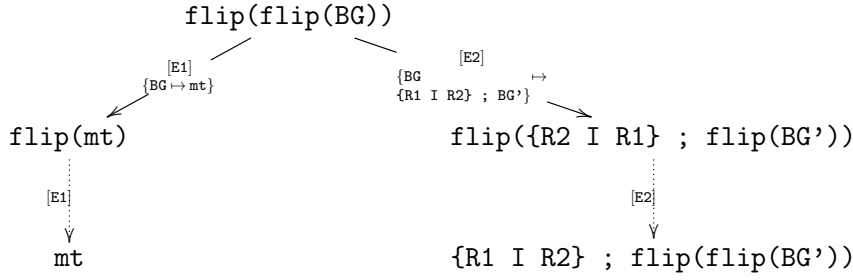 flip(flip(BG))
[E1]
{BG ↦ mt}
[E2]
{BG ↦
{R1 I R2} ; BG’}
flip(mt)
flip({R2 I R1} ; flip(BG’))
[E1]
[E2]
mt
{R1 I R2} ; flip(flip(BG’))